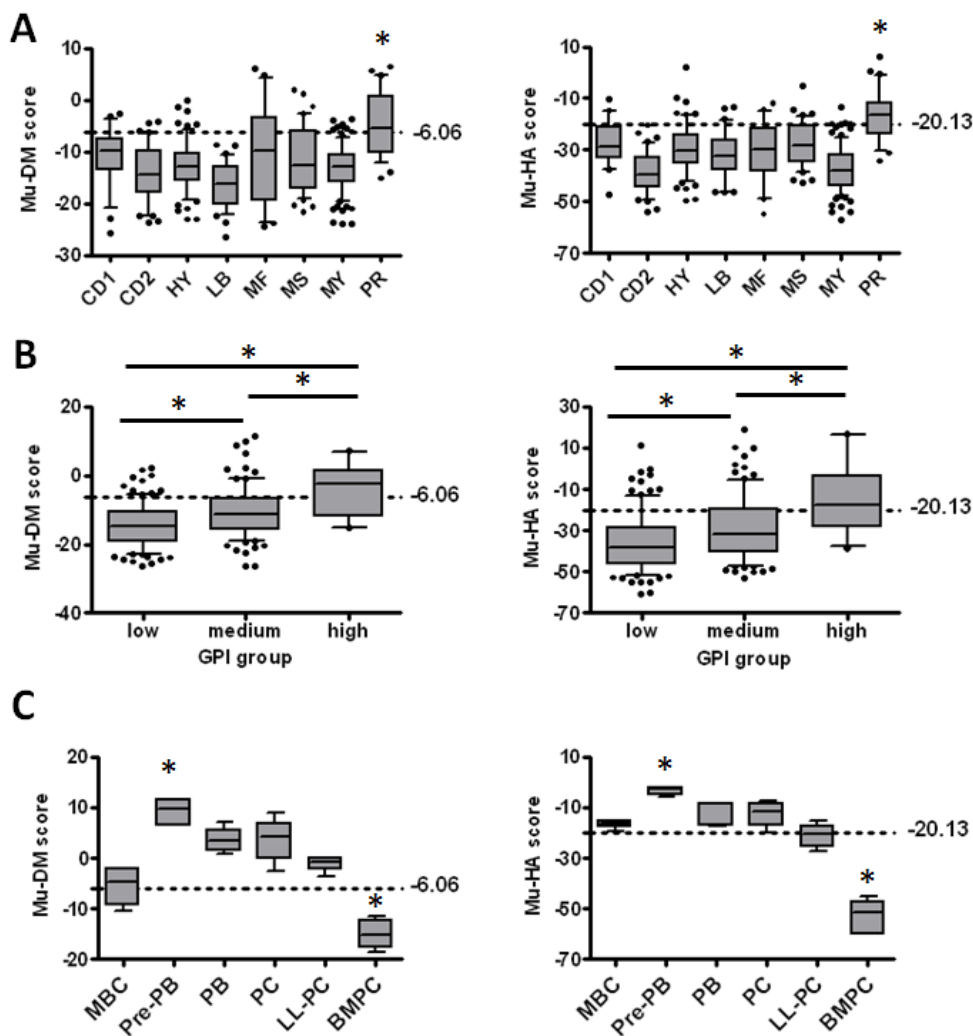 A
*
*
Mu-DM score
10
0
-10
-20
-30
-6.06
CD1 CD2 HY LB MF MS MY PR
Mu-HA score
10
-10
-30
-50
-70
-20.13
CD1 CD2 HY LB MF MS MY PR
B
*
*
*
*
*
*
Mu-DM score
20
0
-20
-40
-6.06
low medium high
GPI group
Mu-HA score
30
10
-10
-30
-50
-70
-20.13
low medium high
GPI group
C
*
*
Mu-DM score
20
10
0
-10
-20
-6.06
*
MBC Pre-PB PB PC LL-PC BMPC
Mu-HA score
10
-10
-30
-50
-70
-20.13
*
MBC Pre-PB PB PC LL-PC BMPC